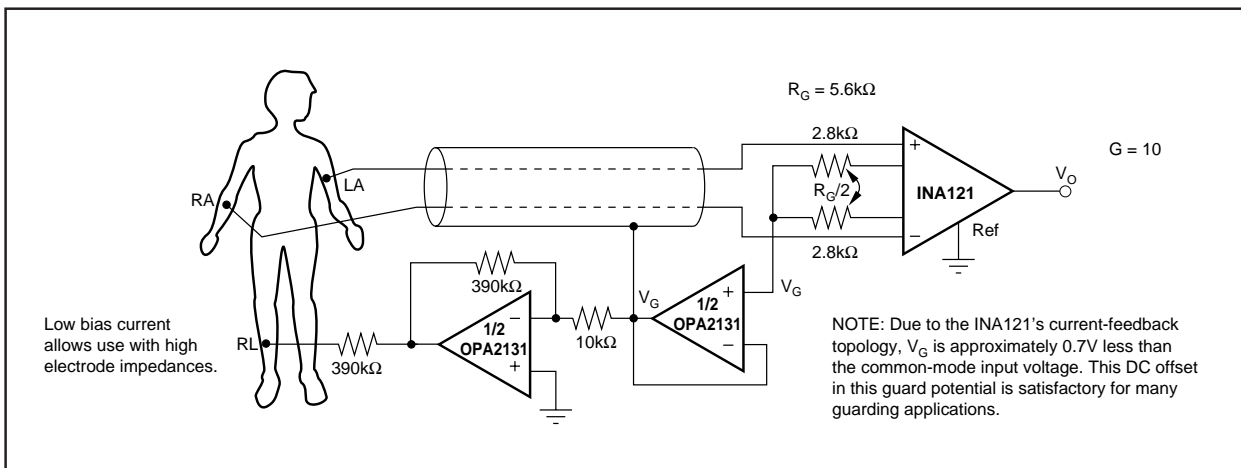 R_G = 5.6kΩ
2.8kΩ
G = 10
+
INA121
V_O
LA
RA
R_G/2
–
Ref
2.8kΩ
390kΩ
V_G
+
V_G
1/2
OPA2131
–
–
1/2
OPA2131
+
10kΩ
RL
390kΩ
Low bias current
allows use with high
electrode impedances.
NOTE: Due to the INA121's current-feedback
topology, V_G is approximately 0.7V less than
the common-mode input voltage. This DC offset
in this guard potential is satisfactory for many
guarding applications.